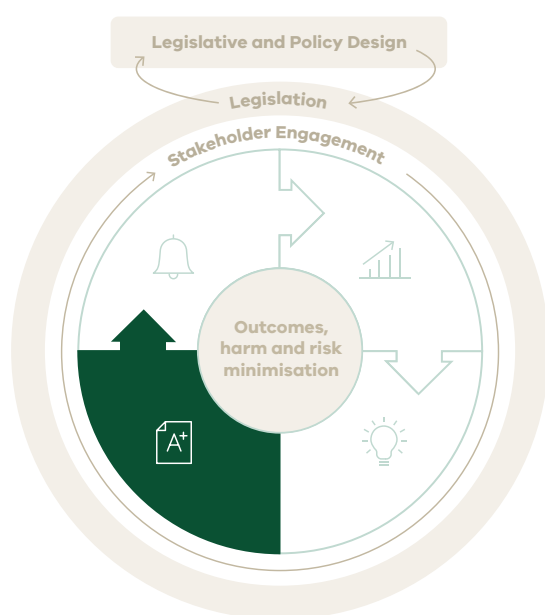 Legislative and Policy Design
Legislation
Stakeholder Engagement
Outcomes,
harm and risk
minimisation
A+